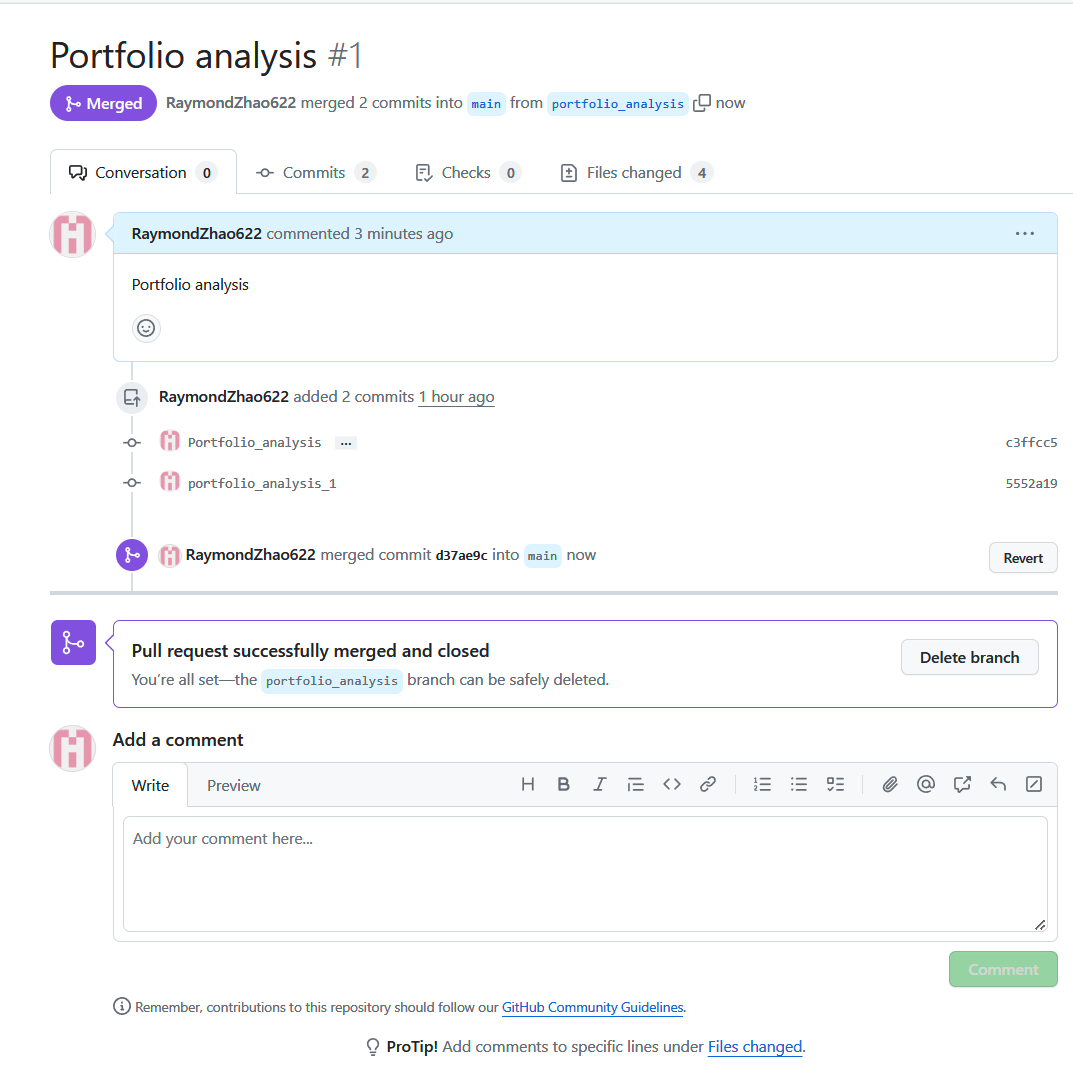 Portfolio analysis #1
Merged RaymondZhao622 merged 2 commits into main from portfolio_analysis now
Conversation 0 Commits 2 Checks 0 Files changed 4
RaymondZhao622 commented 3 minutes ago ...
Portfolio analysis
RaymondZhao622 added 2 commits 1 hour ago
Portfolio_analysis ... c3ffcc5
portfolio_analysis_1 5552a19
RaymondZhao622 merged commit d37ae9c into main now
Revert
Pull request successfully merged and closed
You're all set—the portfolio_analysis branch can be safely deleted.
Delete branch
Add a comment
Write Preview
Add your comment here...
Comment
Remember, contributions to this repository should follow our GitHub Community Guidelines.
ProTip! Add comments to specific lines under Files changed.